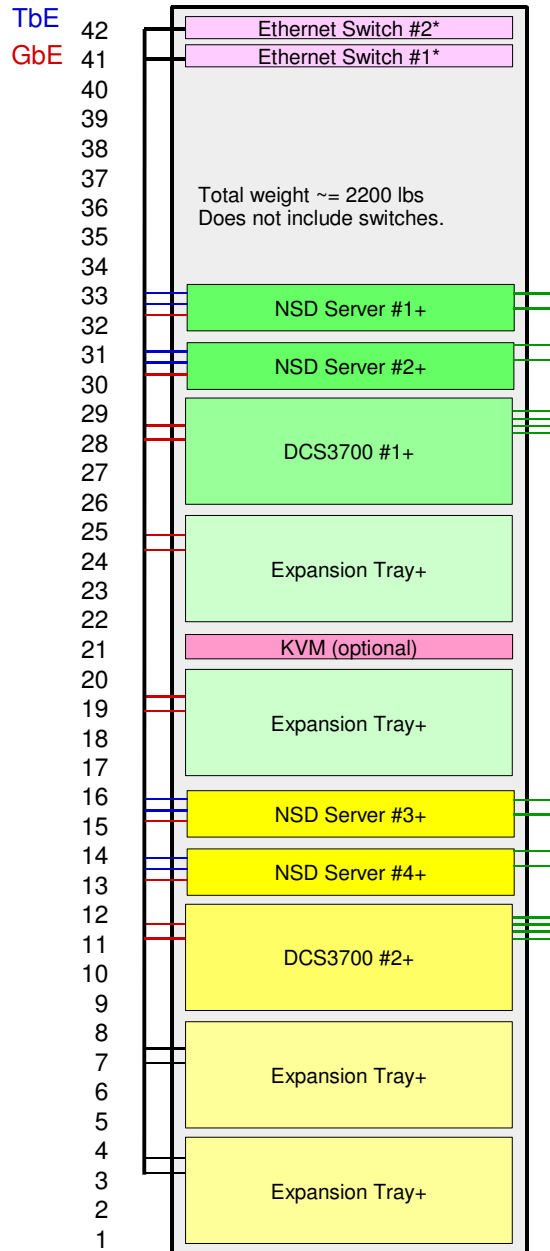 TbE
GbE
42
Ethernet Switch #2*
41
Ethernet Switch #1*
40
39
38
37
Total weight ~= 2200 lbs
36
Does not include switches.
35
34
33
NSD Server #1+
32
31
NSD Server #2+
30
29
28
DCS3700 #1+
27
26
25
24
Expansion Tray+
23
22
21
KVM (optional)
20
19
Expansion Tray+
18
17
16
NSD Server #3+
15
14
NSD Server #4+
13
12
11
DCS3700 #2+
10
9
8
7
Expansion Tray+
6
5
4
3
Expansion Tray+
2
1